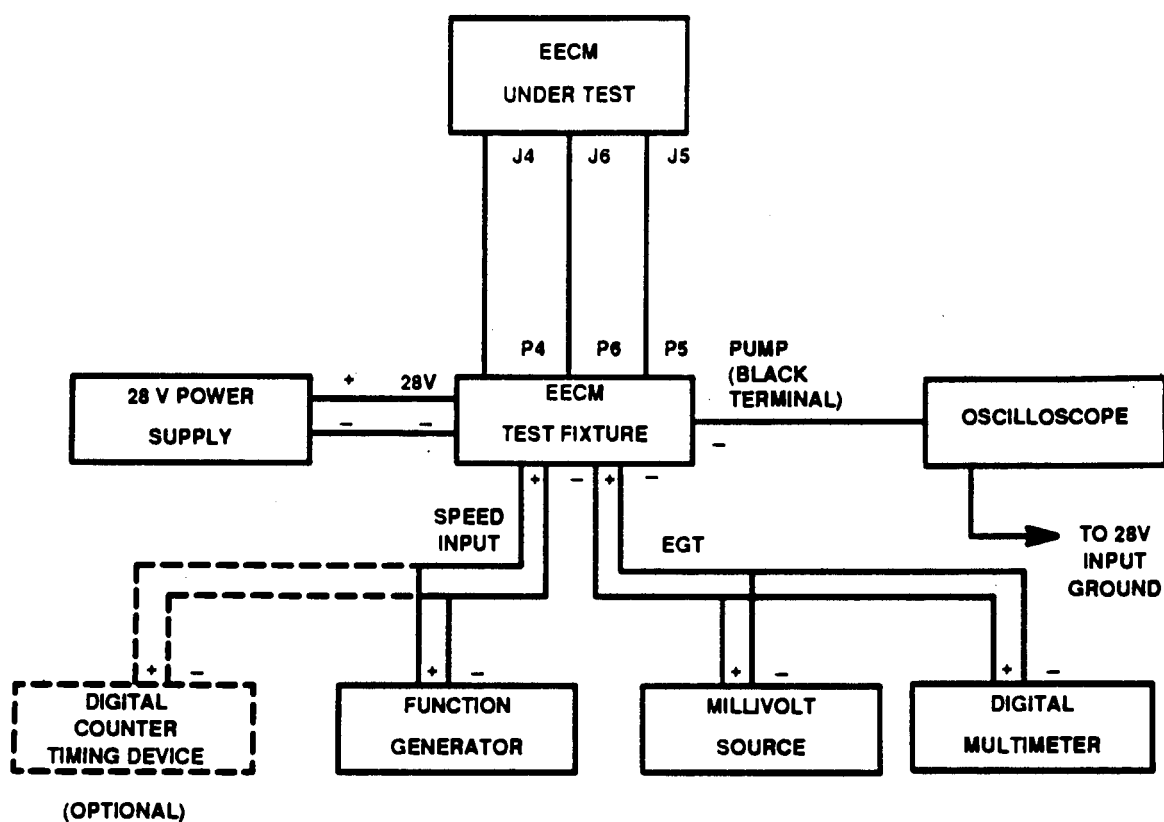 EECM
UNDER TEST
J4 J6 J5
P4 P6 P5
PUMP
(BLACK
TERMINAL)
28 V POWER
SUPPLY
+ 28V
− −
EECM
TEST FIXTURE
−
OSCILLOSCOPE
+ − + −
SPEED
INPUT
EGT
TO 28V
INPUT
GROUND
+ −
DIGITAL
COUNTER
TIMING DEVICE
(OPTIONAL)
+ −
FUNCTION
GENERATOR
+ −
MILLIVOLT
SOURCE
+ −
DIGITAL
MULTIMETER